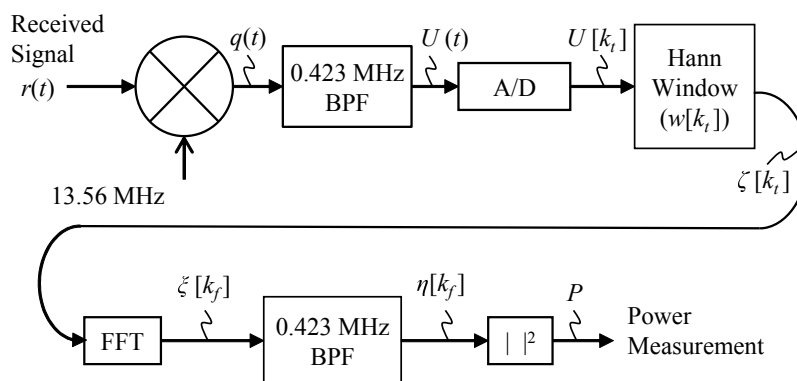 Received
Signal
r(t)
q(t)
0.423 MHz
BPF
U(t)
A/D
U[k_t]
Hann
Window
(w[k_t])
13.56 MHz
ζ[k_t]
FFT
ξ[k_f]
0.423 MHz
BPF
η[k_f]
| |²
P
Power
Measurement